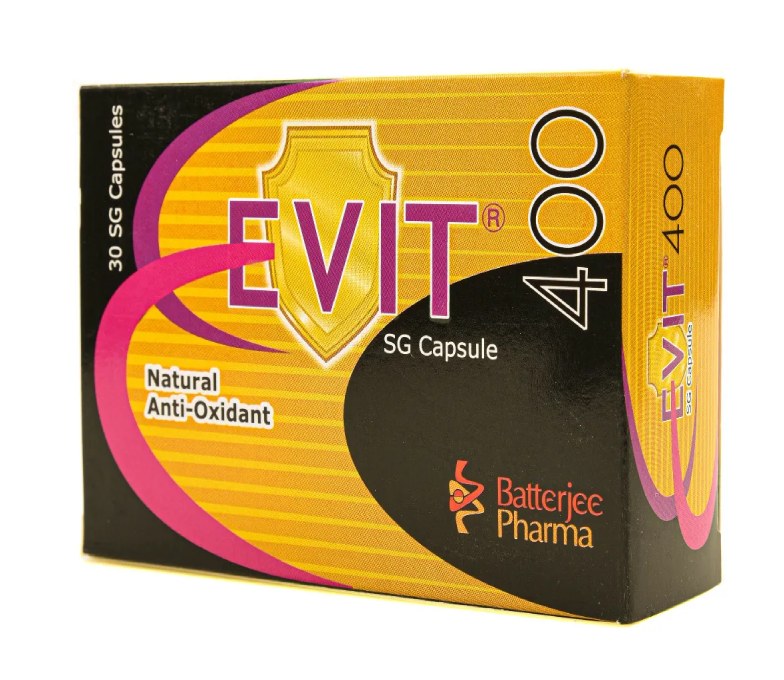 30 SG Capsules
EVIT® 400
SG Capsule
Natural
Anti-Oxidant
Batterjee
Pharma
EVIT® 400
SG Capsule